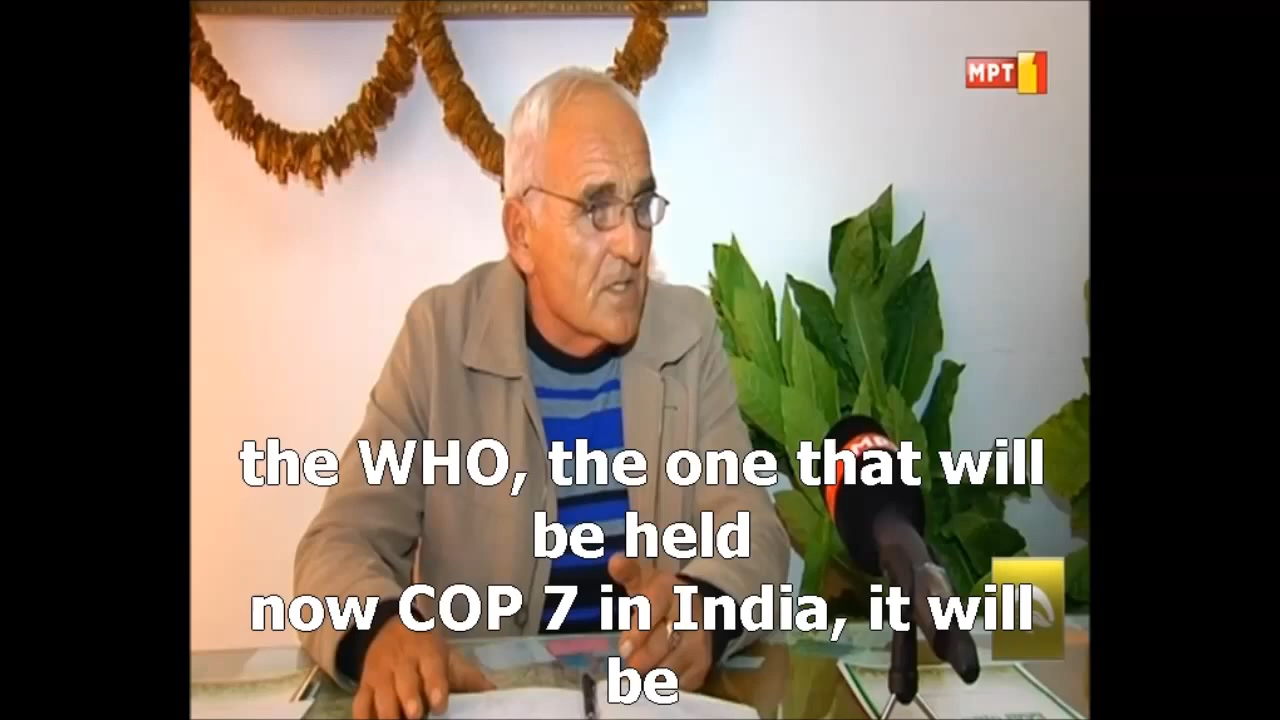 МРТ 1
the WHO, the one that will
be held
now COP 7 in India, it will
be